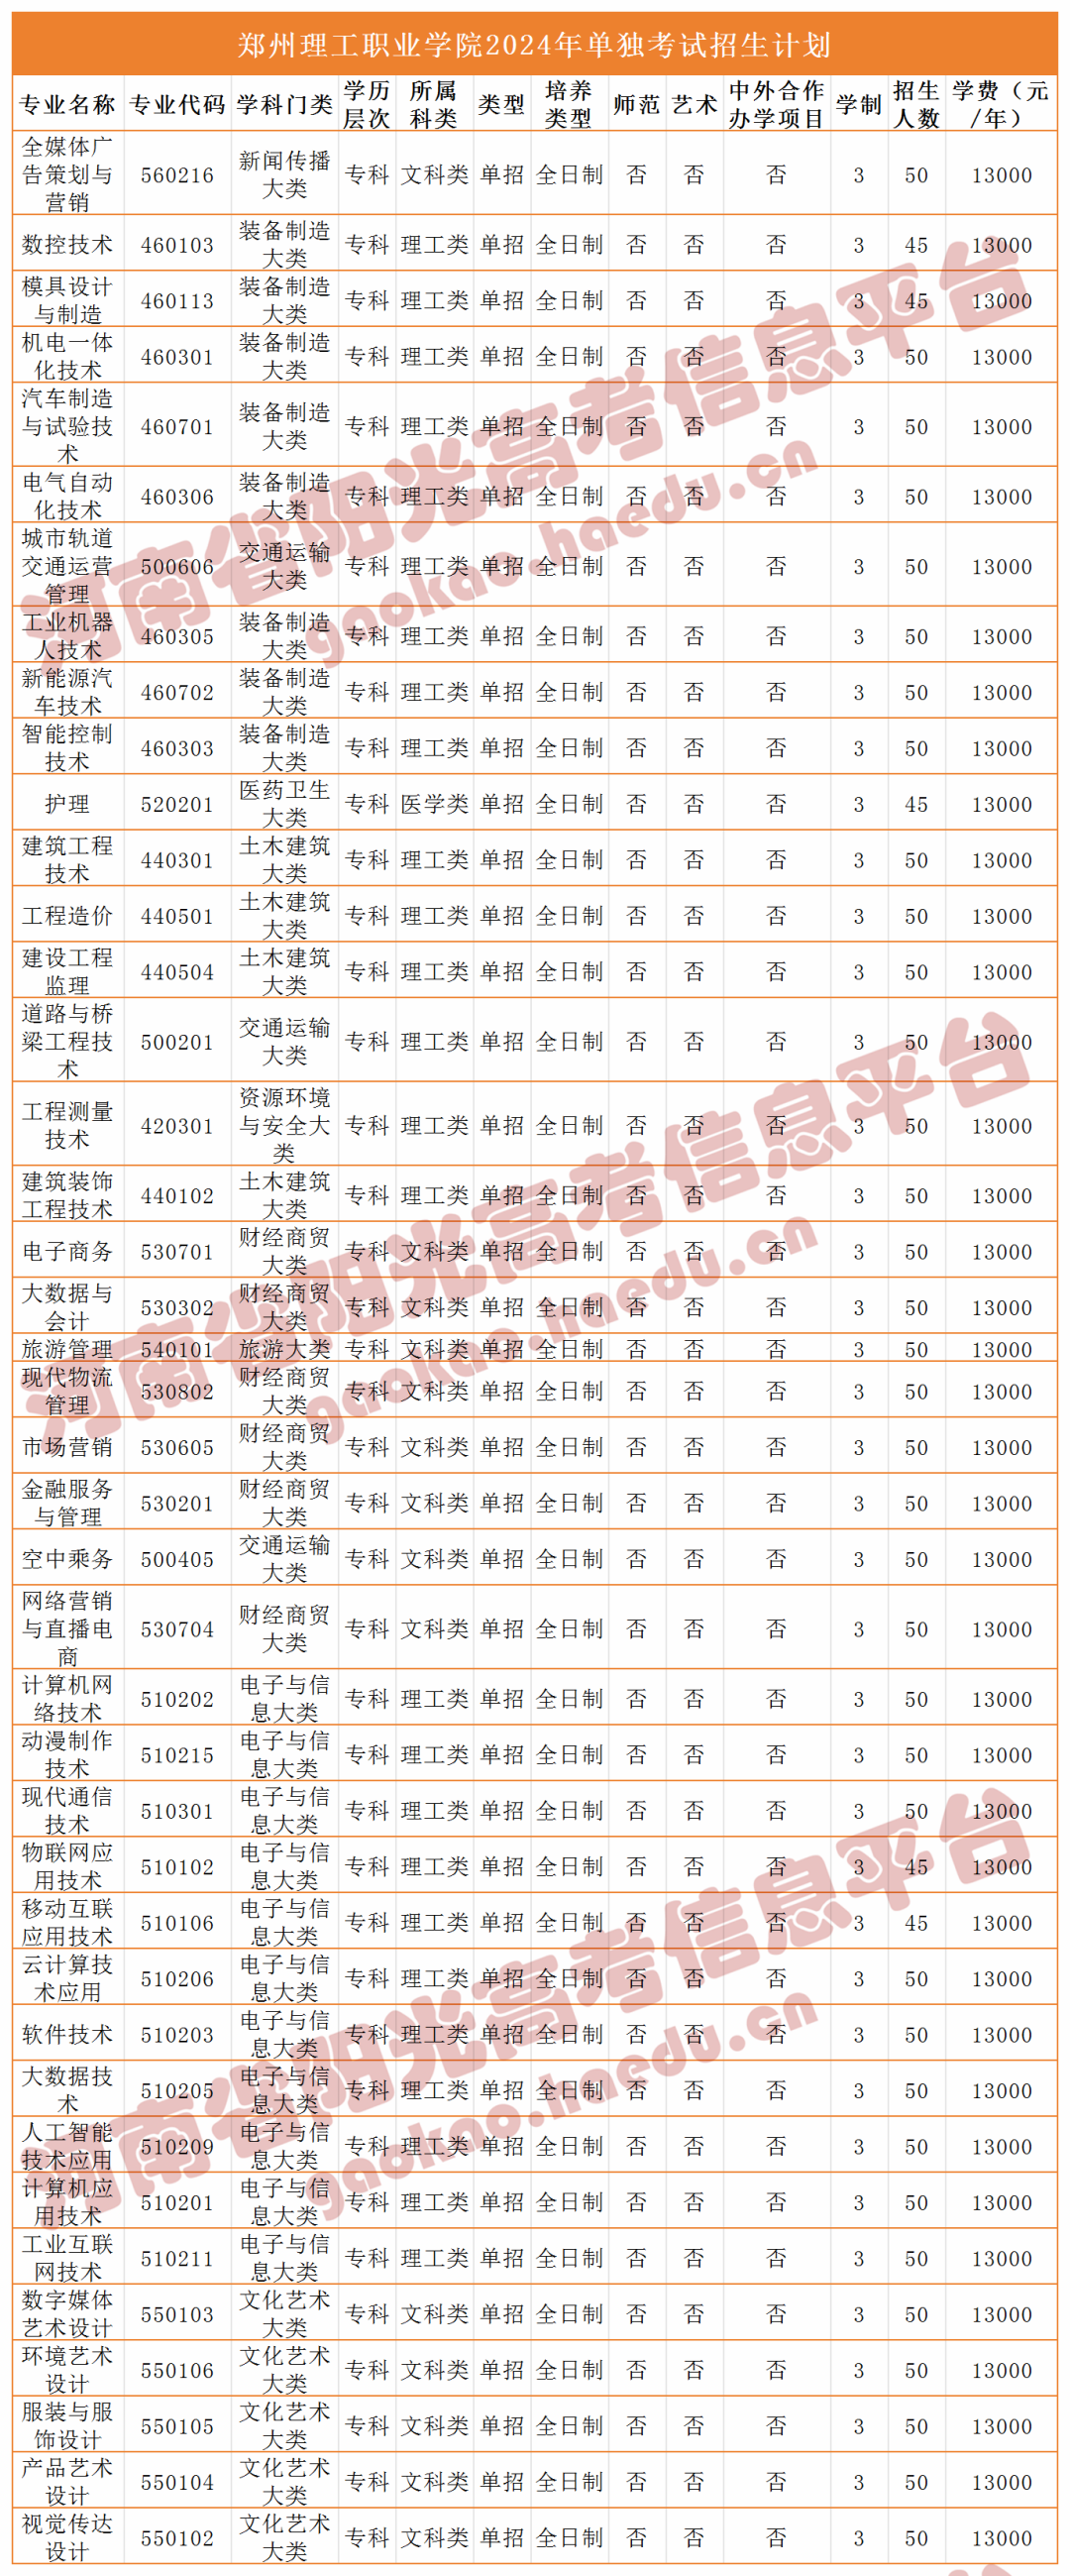 郑州理工职业学院2024年单独考试招生计划
专业名称 专业代码 学科门类 学历层次 所属科类 类型 培养类型 师范 艺术 中外合作办学项目 学制 招生人数 学费（元/年）
全媒体广告策划与营销 560216 新闻传播大类 专科 文科类 单招 全日制 否 否 否 3 50 13000
数控技术 460103 装备制造大类 专科 理工类 单招 全日制 否 否 否 3 45 13000
模具设计与制造 460113 装备制造大类 专科 理工类 单招 全日制 否 否 否 3 45 13000
机电一体化技术 460301 装备制造大类 专科 理工类 单招 全日制 否 否 否 3 50 13000
汽车制造与试验技术 460701 装备制造大类 专科 理工类 单招 全日制 否 否 否 3 50 13000
电气自动化技术 460306 装备制造大类 专科 理工类 单招 全日制 否 否 否 3 50 13000
城市轨道交通运营管理 500606 交通运输大类 专科 理工类 单招 全日制 否 否 否 3 50 13000
工业机器人技术 460305 装备制造大类 专科 理工类 单招 全日制 否 否 否 3 50 13000
新能源汽车技术 460702 装备制造大类 专科 理工类 单招 全日制 否 否 否 3 50 13000
智能控制技术 460303 装备制造大类 专科 理工类 单招 全日制 否 否 否 3 50 13000
护理 520201 医药卫生大类 专科 医学类 单招 全日制 否 否 否 3 45 13000
建筑工程技术 440301 土木建筑大类 专科 理工类 单招 全日制 否 否 否 3 50 13000
工程造价 440501 土木建筑大类 专科 理工类 单招 全日制 否 否 否 3 50 13000
建设工程监理 440504 土木建筑大类 专科 理工类 单招 全日制 否 否 否 3 50 13000
道路与桥梁工程技术 500201 交通运输大类 专科 理工类 单招 全日制 否 否 否 3 50 13000
工程测量技术 420301 资源环境与安全大类 专科 理工类 单招 全日制 否 否 否 3 50 13000
建筑装饰工程技术 440102 土木建筑大类 专科 理工类 单招 全日制 否 否 否 3 50 13000
电子商务 530701 财经商贸大类 专科 文科类 单招 全日制 否 否 否 3 50 13000
大数据与会计 530302 财经商贸大类 专科 文科类 单招 全日制 否 否 否 3 50 13000
旅游管理 540101 旅游大类 专科 文科类 单招 全日制 否 否 否 3 50 13000
现代物流管理 530802 财经商贸大类 专科 文科类 单招 全日制 否 否 否 3 50 13000
市场营销 530605 财经商贸大类 专科 文科类 单招 全日制 否 否 否 3 50 13000
金融服务与管理 530201 财经商贸大类 专科 文科类 单招 全日制 否 否 否 3 50 13000
空中乘务 500405 交通运输大类 专科 文科类 单招 全日制 否 否 否 3 50 13000
网络营销与直播电商 530704 财经商贸大类 专科 文科类 单招 全日制 否 否 否 3 50 13000
计算机网络技术 510202 电子与信息大类 专科 理工类 单招 全日制 否 否 否 3 50 13000
动漫制作技术 510215 电子与信息大类 专科 理工类 单招 全日制 否 否 否 3 50 13000
现代通信技术 510301 电子与信息大类 专科 理工类 单招 全日制 否 否 否 3 50 13000
物联网应用技术 510102 电子与信息大类 专科 理工类 单招 全日制 否 否 否 3 45 13000
移动互联应用技术 510106 电子与信息大类 专科 理工类 单招 全日制 否 否 否 3 45 13000
云计算技术应用 510206 电子与信息大类 专科 理工类 单招 全日制 否 否 否 3 50 13000
软件技术 510203 电子与信息大类 专科 理工类 单招 全日制 否 否 否 3 50 13000
大数据技术 510205 电子与信息大类 专科 理工类 单招 全日制 否 否 否 3 50 13000
人工智能技术应用 510209 电子与信息大类 专科 理工类 单招 全日制 否 否 否 3 50 13000
计算机应用技术 510201 电子与信息大类 专科 理工类 单招 全日制 否 否 否 3 50 13000
工业互联网技术 510211 电子与信息大类 专科 理工类 单招 全日制 否 否 否 3 50 13000
数字媒体艺术设计 550103 文化艺术大类 专科 文科类 单招 全日制 否 否 否 3 50 13000
环境艺术设计 550106 文化艺术大类 专科 文科类 单招 全日制 否 否 否 3 50 13000
服装与服饰设计 550105 文化艺术大类 专科 文科类 单招 全日制 否 否 否 3 50 13000
产品艺术设计 550104 文化艺术大类 专科 文科类 单招 全日制 否 否 否 3 50 13000
视觉传达设计 550102 文化艺术大类 专科 文科类 单招 全日制 否 否 否 3 50 13000
河南省阳光高考信息平台
gaokao.haedu.cn
河南省阳光高考信息平台
gaokao.haedu.cn
河南省阳光高考信息平台
gaokao.haedu.cn